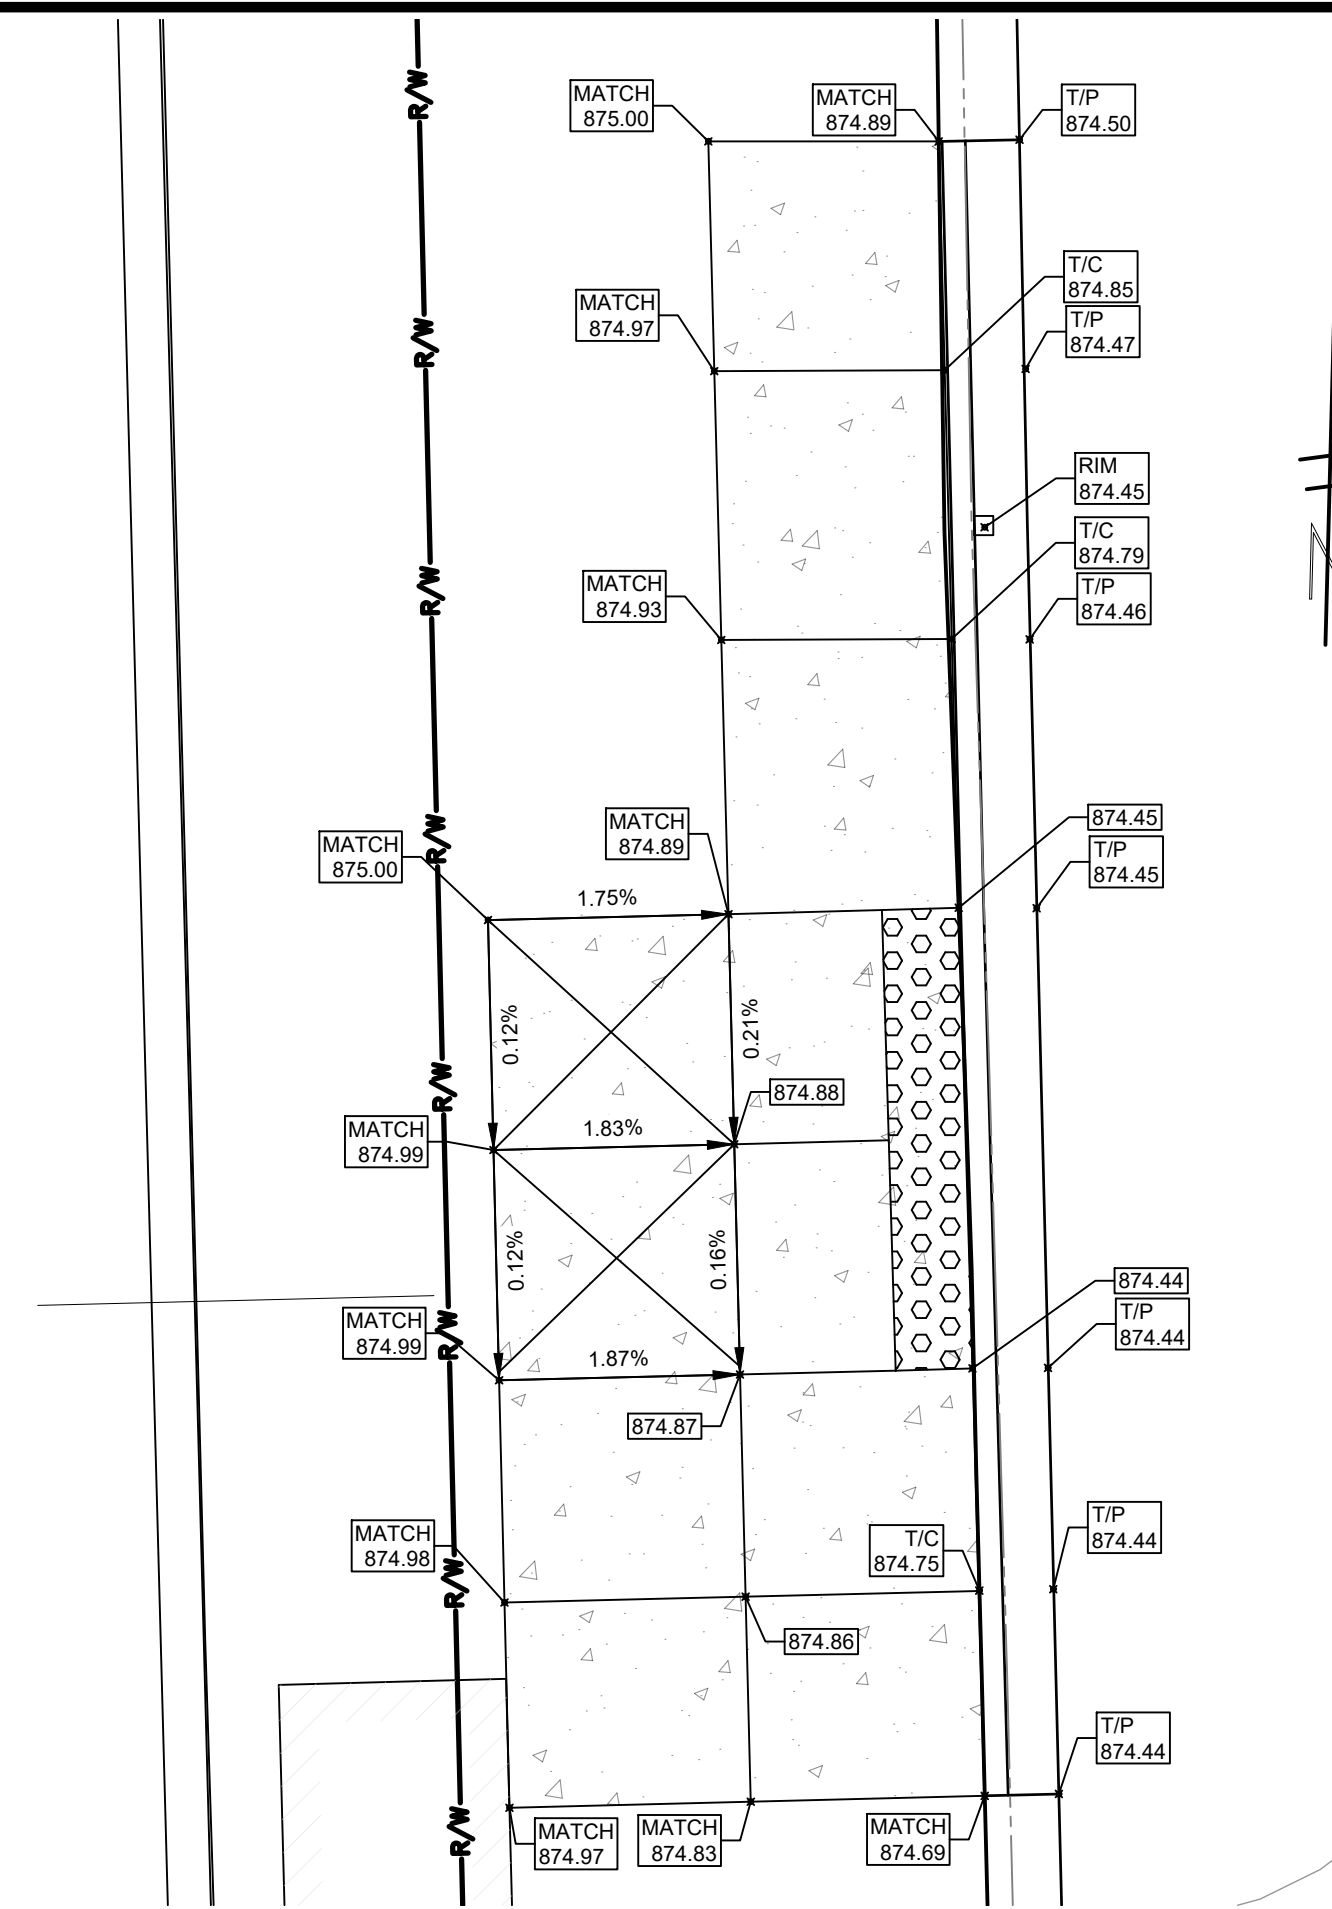 R/W
MATCH
875.00
MATCH
874.89
T/P
874.50
T/C
874.85
MATCH
874.97
T/P
874.47
R/W
RIM
874.45
T/C
874.79
MATCH
874.93
T/P
874.46
R/W
874.45
MATCH
874.89
MATCH
875.00
R/W
T/P
874.45
1.75%
0.12%
0.21%
R/W
874.88
MATCH
874.99
1.83%
0.12%
0.16%
874.44
T/P
874.44
MATCH
874.99
R/W
1.87%
874.87
T/P
874.44
MATCH
874.98
T/C
874.75
R/W
874.86
T/P
874.44
R/W
MATCH
874.97
MATCH
874.83
MATCH
874.69